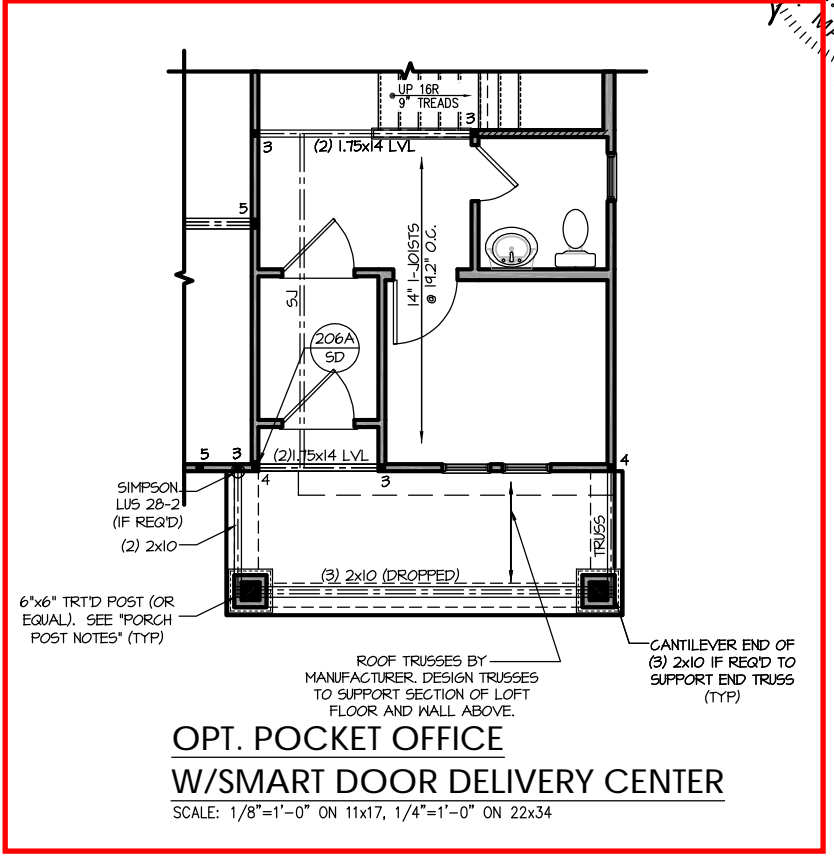 UP 16R
9" TREADS
3
3
(2) 1.75x14 LVL
5
14" I-JOISTS
@ 19.2" O.C.
SJ
206A
SD
5
3
(2)1.75x14 LVL
4
3
4
SIMPSON
LUS 28-2
(IF REQ'D)
(2) 2x10
TRUSS
(3) 2x10 (DROPPED)
6"x6" TRT'D POST (OR
EQUAL). SEE "PORCH
POST NOTES" (TYP)
ROOF TRUSSES BY
MANUFACTURER. DESIGN TRUSSES
TO SUPPORT SECTION OF LOFT
FLOOR AND WALL ABOVE.
CANTILEVER END OF
(3) 2x10 IF REQ'D TO
SUPPORT END TRUSS
(TYP)
OPT. POCKET OFFICE
W/SMART DOOR DELIVERY CENTER
SCALE: 1/8"=1'-0" ON 11x17, 1/4"=1'-0" ON 22x34